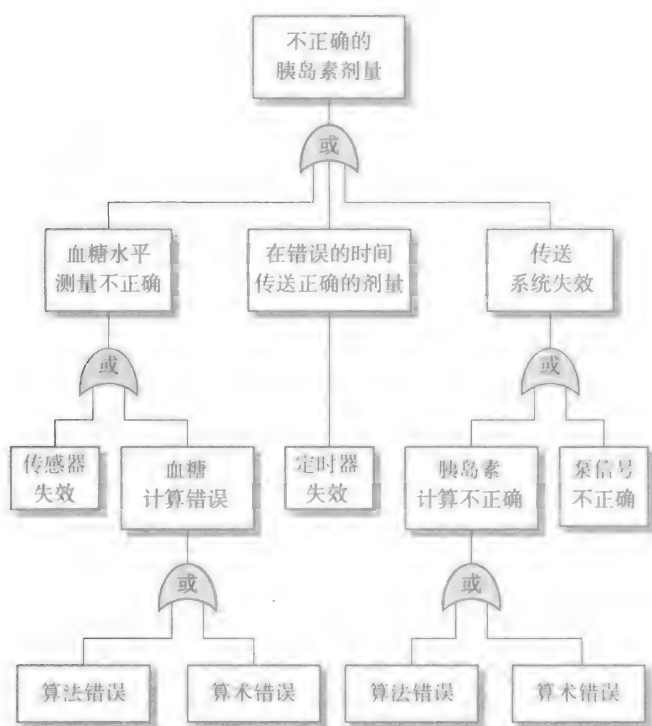 不正确的
胰岛素剂量
或
血糖水平
测量不正确
在错误的时间
传送正确的剂量
传送
系统失效
或
或
传感器
失效
血糖
计算错误
定时器
失效
胰岛素
计算不正确
泵信号
不正确
或
或
算法错误
算术错误
算法错误
算术错误